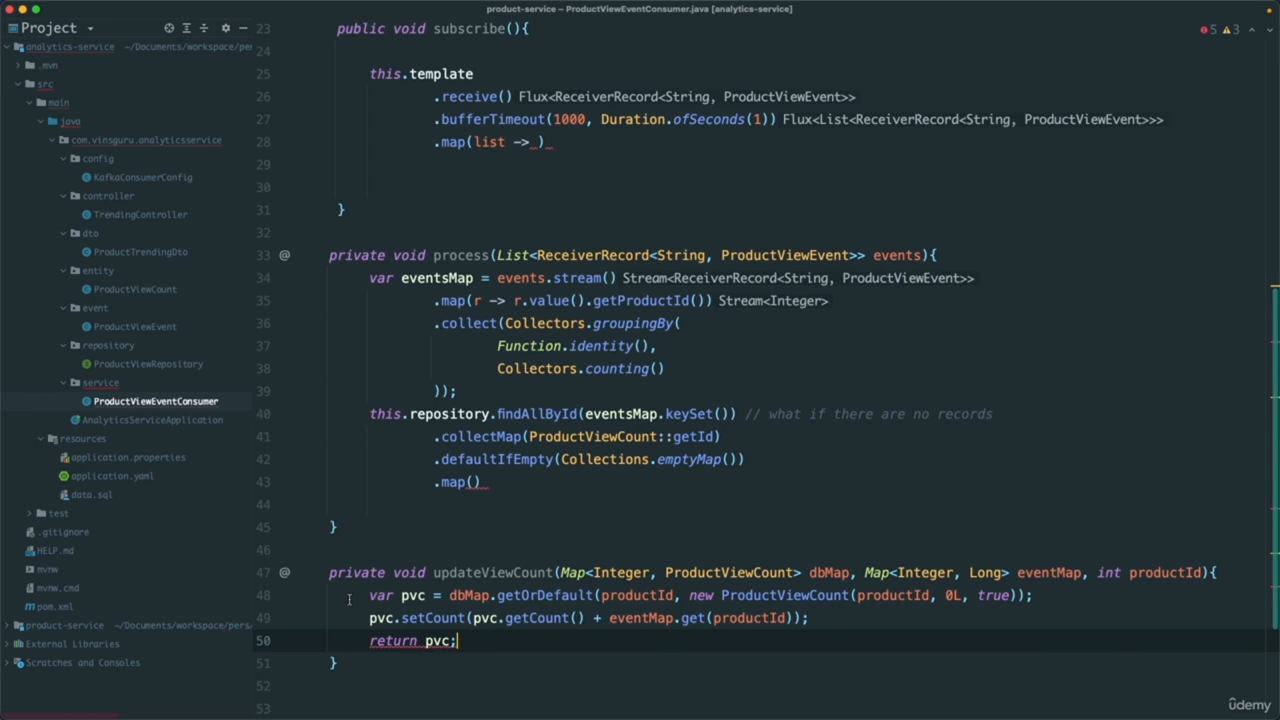 product-service – ProductViewEventConsumer.java [analytics-service]
Project
analytics-service ~/Documents/workspace/per
.mvn
src
main
java
com.vinsguru.analyticsservice
config
KafkaConsumerConfig
controller
TrendingController
dto
ProductTrendingDto
entity
ProductViewCount
event
ProductViewEvent
repository
ProductViewRepository
service
ProductViewEventConsumer
AnalyticsServiceApplication
resources
application.properties
application.yaml
data.sql
test
.gitignore
HELP.md
mvnw
mvnw.cmd
pom.xml
product-service ~/Documents/workspace/pers
External Libraries
Scratches and Consoles
5 3
23 public void subscribe(){
24
25 this.template
26 .receive() Flux<ReceiverRecord<String, ProductViewEvent>>
27 .bufferTimeout(1000, Duration.ofSeconds(1)) Flux<List<ReceiverRecord<String, ProductViewEvent>>>
28 .map(list -> )
29
30
31 }
32
33 @ private void process(List<ReceiverRecord<String, ProductViewEvent>> events){
34 var eventsMap = events.stream() Stream<ReceiverRecord<String, ProductViewEvent>>
35 .map(r -> r.value().getProductId()) Stream<Integer>
36 .collect(Collectors.groupingBy(
37 Function.identity(),
38 Collectors.counting()
39 ));
40 this.repository.findAllById(eventsMap.keySet()) // what if there are no records
41 .collectMap(ProductViewCount::getId)
42 .defaultIfEmpty(Collections.emptyMap())
43 .map()
44
45 }
46
47 @ private void updateViewCount(Map<Integer, ProductViewCount> dbMap, Map<Integer, Long> eventMap, int productId){
48 var pvc = dbMap.getOrDefault(productId, new ProductViewCount(productId, 0L, true));
49 pvc.setCount(pvc.getCount() + eventMap.get(productId));
50 return pvc;
51 }
52
53
ûdemy